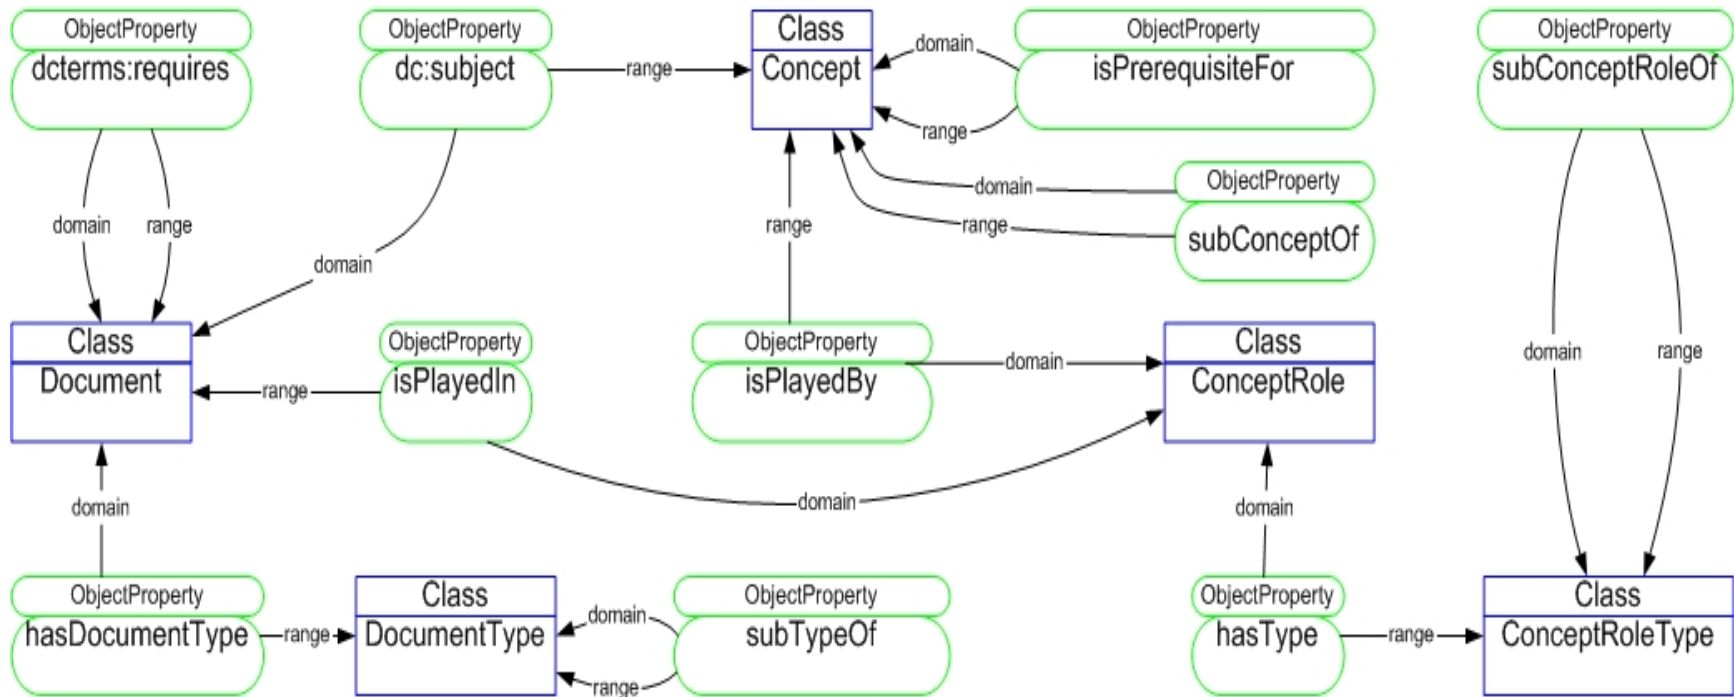 ObjectProperty
dcterms:requires
ObjectProperty
dc:subject
range
Class
Concept
domain
range
ObjectProperty
isPrerequisiteFor
ObjectProperty
subConceptRoleOf
domain
range
ObjectProperty
subConceptOf
domain
range
domain
range
range
domain
range
Class
Document
range
ObjectProperty
isPlayedIn
ObjectProperty
isPlayedBy
domain
Class
ConceptRole
domain
domain
domain
ObjectProperty
hasDocumentType
range
Class
DocumentType
domain
range
ObjectProperty
subTypeOf
ObjectProperty
hasType
range
Class
ConceptRoleType